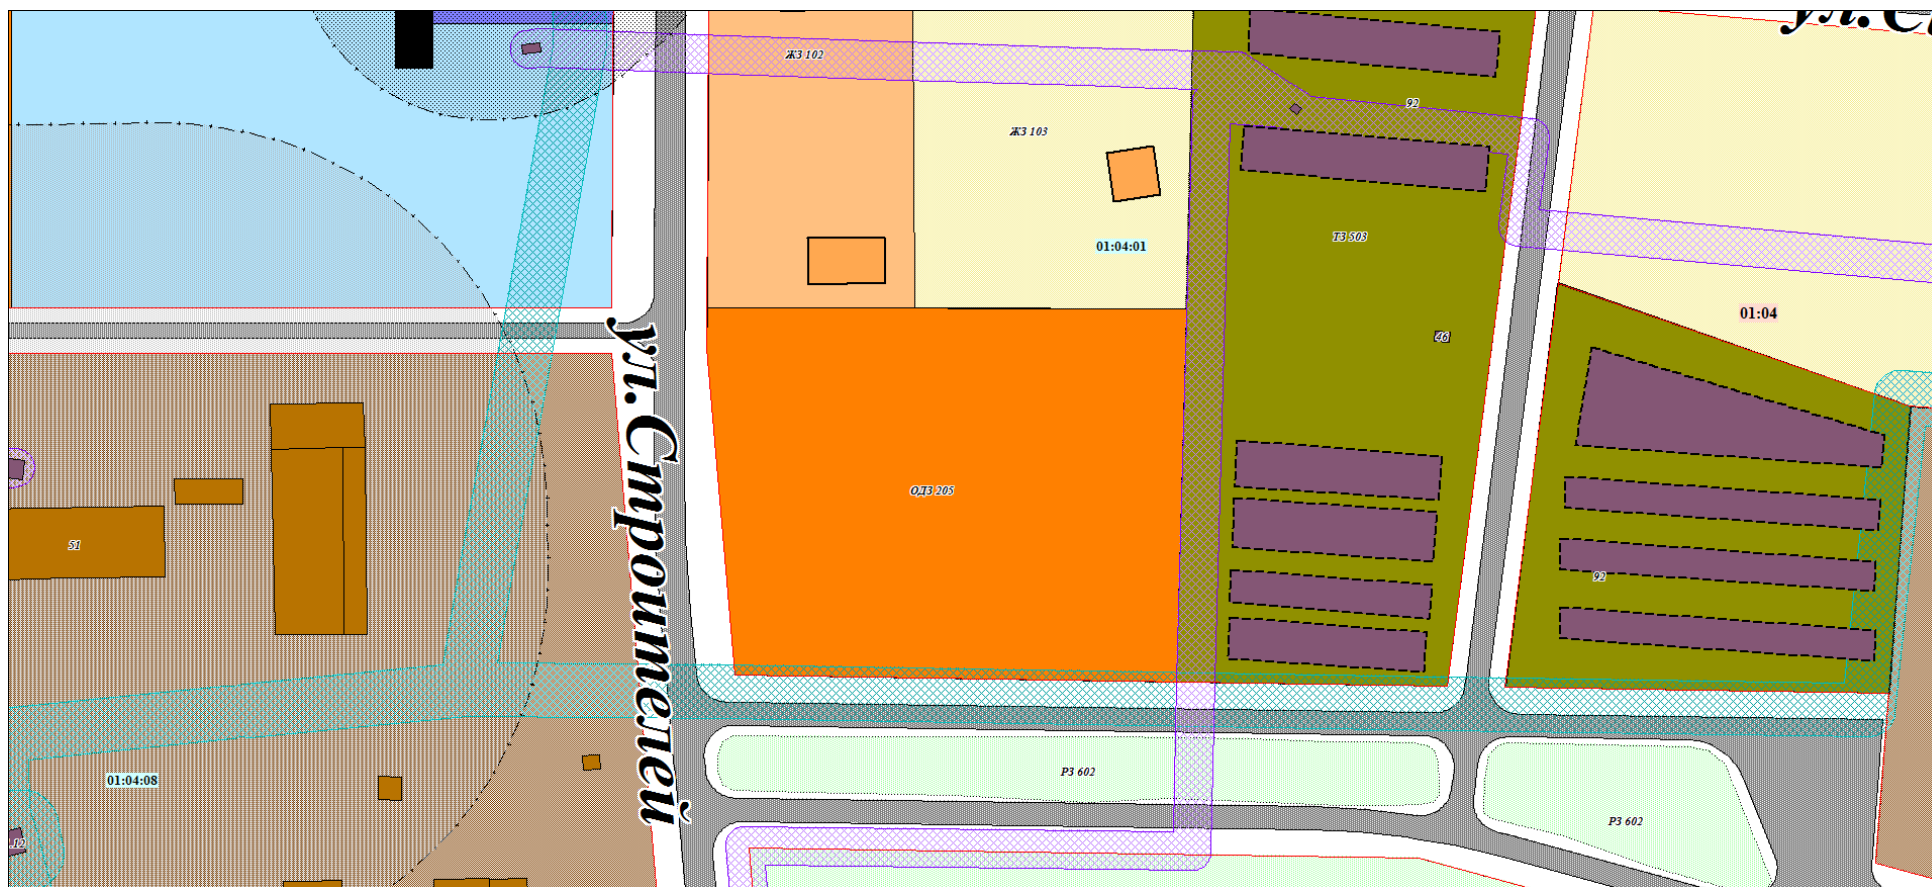 ул.С
ЖЗ 102
92
ЖЗ 103
ТЗ 503
01:04:01
01:04
46
ул.Строителей
ОДЗ 205
51
92
РЗ 602
01:04:08
РЗ 602
12